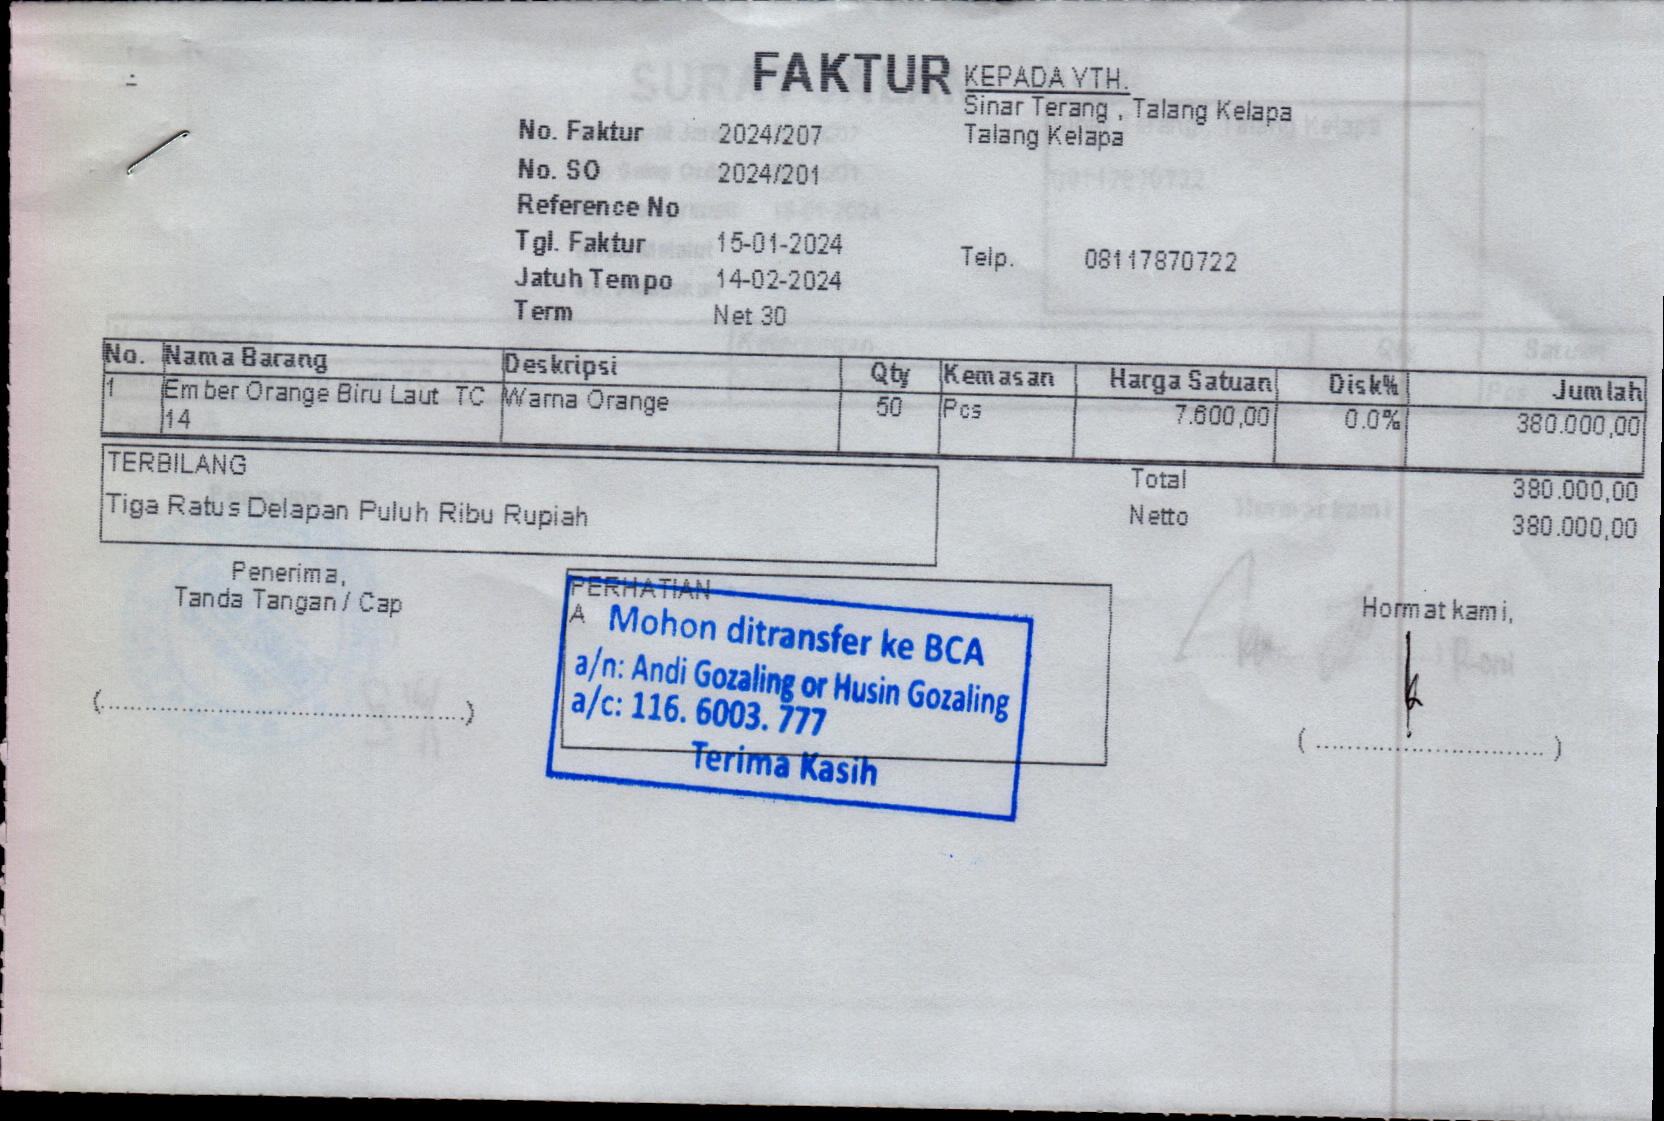 FAKTUR
KEPADA YTH.
Sinar Terang , Talang Kelapa
Talang Kelapa
No. Faktur 2024/207
No. SO 2024/201
Reference No
Tgl. Faktur 15-01-2024
Telp. 08117870722
Jatuh Tempo 14-02-2024
Term Net 30
No. Nama Barang Deskripsi Qty Kemasan Harga Satuan Disk% Jumlah
1 Ember Orange Biru Laut TC Warna Orange 50 Pcs 7.600,00 0.0% 380.000,00
14
TERBILANG
Tiga Ratus Delapan Puluh Ribu Rupiah
Total 380.000,00
Netto 380.000,00
Penerima,
Tanda Tangan / Cap
(..................................................)
PERHATIAN
A
Mohon ditransfer ke BCA
a/n: Andi Gozaling or Husin Gozaling
a/c: 116. 6003. 777
Terima Kasih
Hormat kami,
( ................................ )